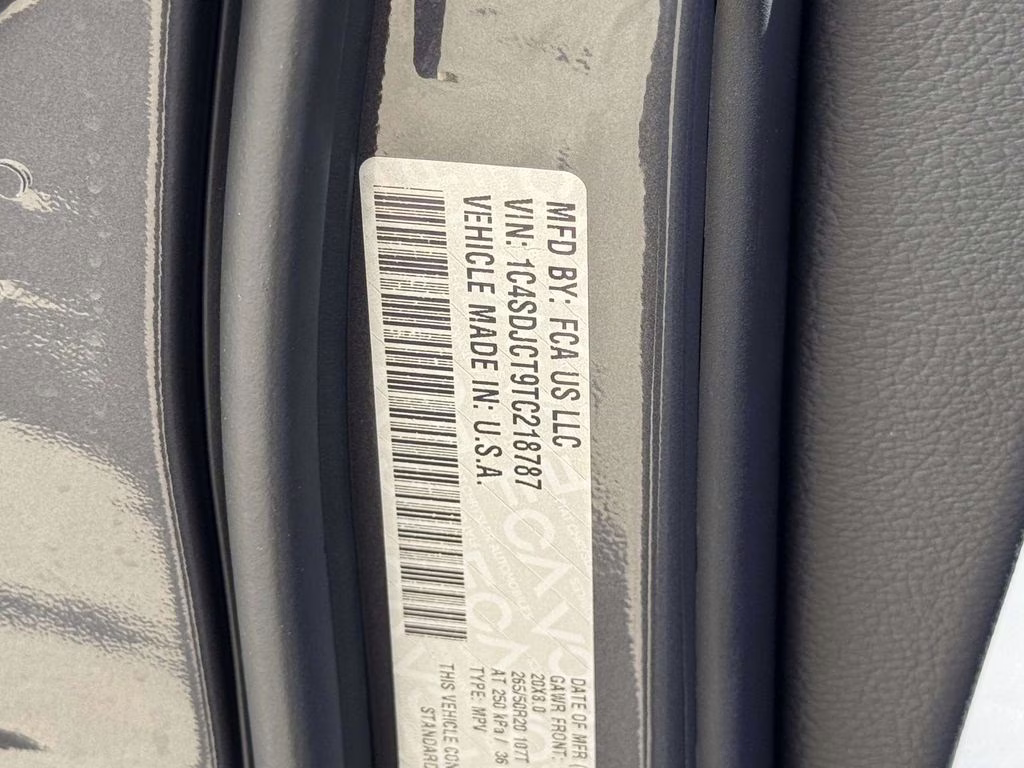 MFD BY: FCA US LLC
VIN: 1C4SDJCT9TC218787
VEHICLE MADE IN: U.S.A.
DATE OF MFR
GAWR FRONT:
20X8.0
265/50R20 107T
AT 250 kPa / 36
TYPE: MPV
THIS VEHICLE
STANDARD